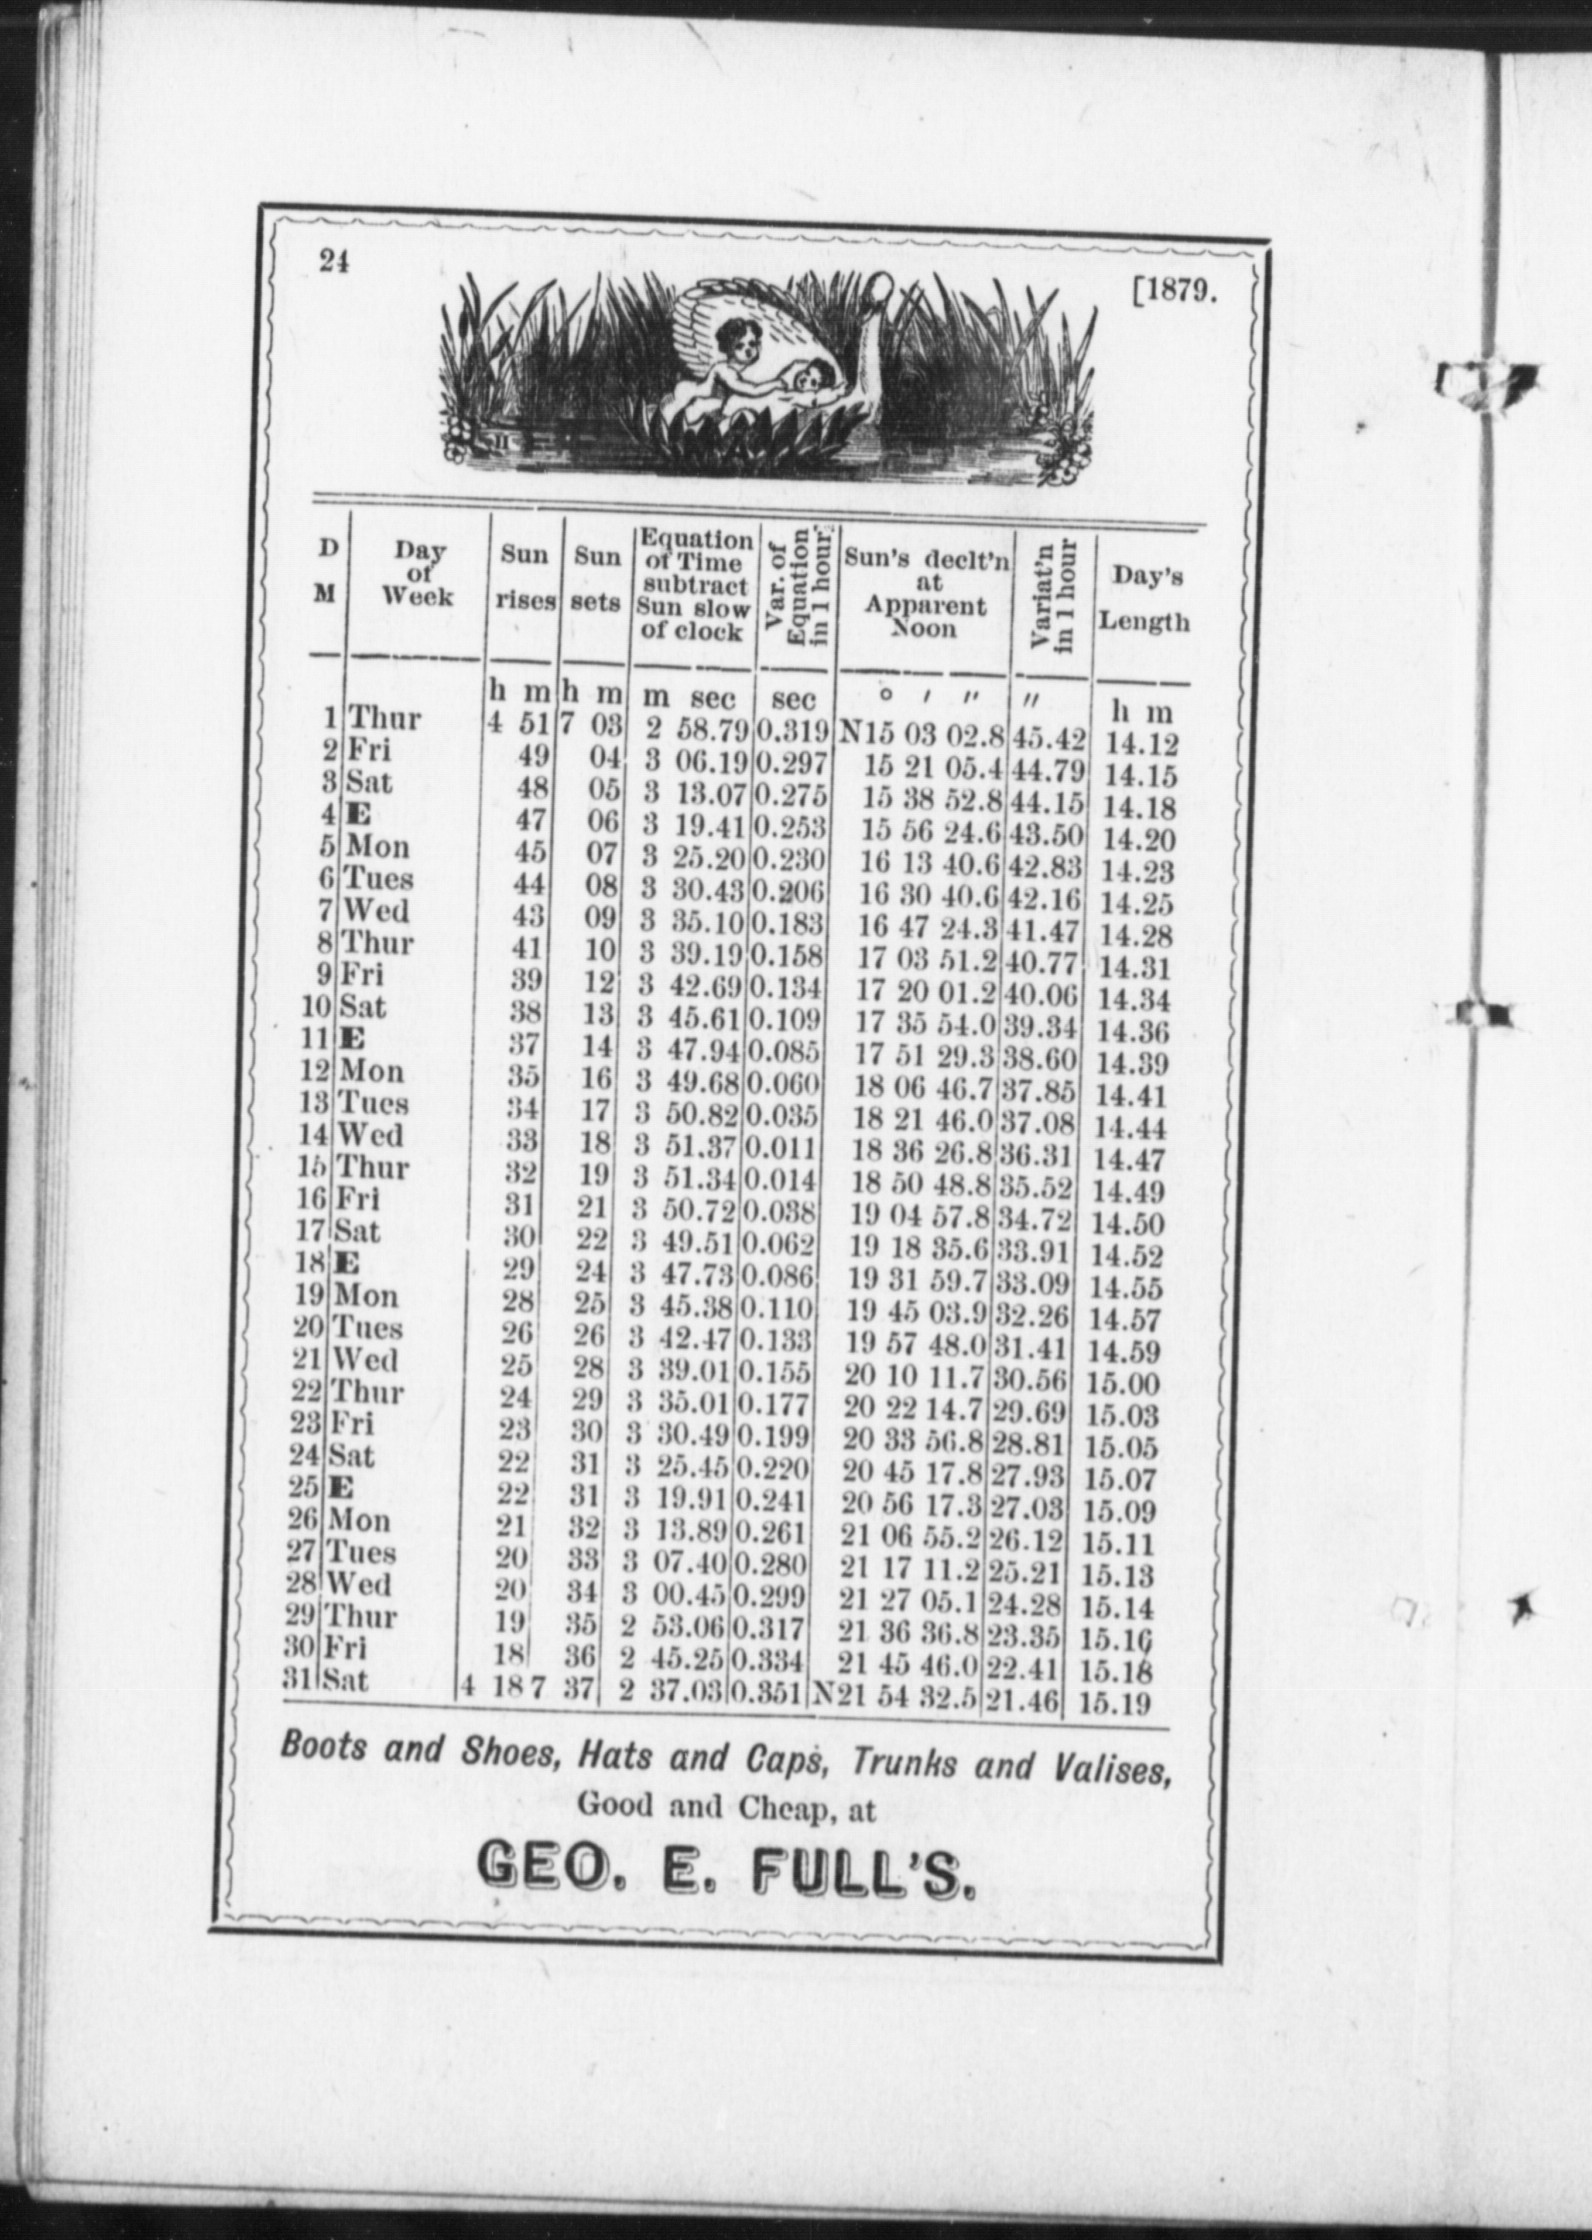 24
[1879.
D M | Day of Week | Sun rises | Sun sets | Equation of Time subtract Sun slow of clock | Var. of Equation in 1 hour. | Sun's declt'n at Apparent Noon | Variat'n in 1 hour | Day's Length
h m | h m | m sec | sec | ° ′ ″ | ″ | h m
1 Thur 4 51 7 03 2 58.79 0.319 N15 03 02.8 45.42 14.12
2 Fri 49 04 3 06.19 0.297 15 21 05.4 44.79 14.15
3 Sat 48 05 3 13.07 0.275 15 38 52.8 44.15 14.18
4 E 47 06 3 19.41 0.253 15 56 24.6 43.50 14.20
5 Mon 45 07 3 25.20 0.230 16 13 40.6 42.83 14.23
6 Tues 44 08 3 30.43 0.206 16 30 40.6 42.16 14.25
7 Wed 43 09 3 35.10 0.183 16 47 24.3 41.47 14.28
8 Thur 41 10 3 39.19 0.158 17 03 51.2 40.77 14.31
9 Fri 39 12 3 42.69 0.134 17 20 01.2 40.06 14.34
10 Sat 38 13 3 45.61 0.109 17 35 54.0 39.34 14.36
11 E 37 14 3 47.94 0.085 17 51 29.3 38.60 14.39
12 Mon 35 16 3 49.68 0.060 18 06 46.7 37.85 14.41
13 Tues 34 17 3 50.82 0.035 18 21 46.0 37.08 14.44
14 Wed 33 18 3 51.37 0.011 18 36 26.8 36.31 14.47
15 Thur 32 19 3 51.34 0.014 18 50 48.8 35.52 14.49
16 Fri 31 21 3 50.72 0.038 19 04 57.8 34.72 14.50
17 Sat 30 22 3 49.51 0.062 19 18 35.6 33.91 14.52
18 E 29 24 3 47.73 0.086 19 31 59.7 33.09 14.55
19 Mon 28 25 3 45.38 0.110 19 45 03.9 32.26 14.57
20 Tues 26 26 3 42.47 0.133 19 57 48.0 31.41 14.59
21 Wed 25 28 3 39.01 0.155 20 10 11.7 30.56 15.00
22 Thur 24 29 3 35.01 0.177 20 22 14.7 29.69 15.03
23 Fri 23 30 3 30.49 0.199 20 33 56.8 28.81 15.05
24 Sat 22 31 3 25.45 0.220 20 45 17.8 27.93 15.07
25 E 22 31 3 19.91 0.241 20 56 17.3 27.03 15.09
26 Mon 21 32 3 13.89 0.261 21 06 55.2 26.12 15.11
27 Tues 20 33 3 07.40 0.280 21 17 11.2 25.21 15.13
28 Wed 20 34 3 00.45 0.299 21 27 05.1 24.28 15.14
29 Thur 19 35 2 53.06 0.317 21 36 36.8 23.35 15.16
30 Fri 18 36 2 45.25 0.334 21 45 46.0 22.41 15.18
31 Sat 4 18 7 37 2 37.03 0.351 N21 54 32.5 21.46 15.19
Boots and Shoes, Hats and Caps, Trunks and Valises,
Good and Cheap, at
GEO. E. FULL'S.